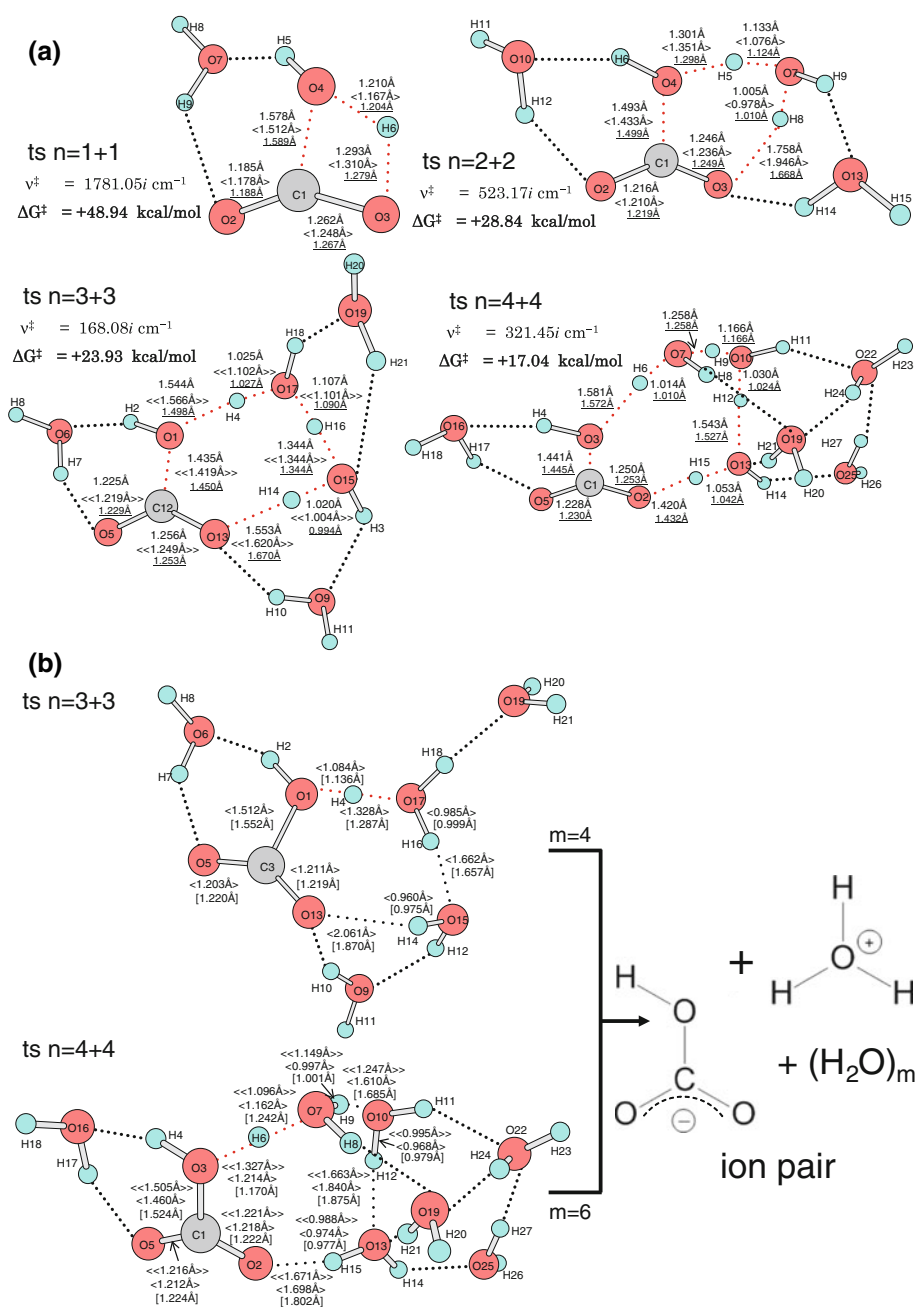 (a)
H8
O7
H5
O4
H9
H6
1.210Å
<1.167Å>
1.204Å
1.578Å
<1.512Å>
1.589Å
1.293Å
<1.310Å>
1.279Å
1.185Å
<1.178Å>
1.188Å
O2
C1
O3
1.262Å
<1.248Å>
1.267Å
ts n=1+1
ν‡ = 1781.05i cm⁻¹
ΔG‡ = +48.94 kcal/mol
H11
O10
H6
H12
O4
1.301Å
<1.351Å>
1.298Å
H5
1.133Å
<1.076Å>
1.124Å
O7
H9
1.005Å
<0.978Å>
1.010Å
H8
1.493Å
<1.433Å>
1.499Å
1.246Å
<1.236Å>
1.249Å
1.758Å
<1.946Å>
1.668Å
O2
C1
O3
1.216Å
<1.210Å>
1.219Å
O13
H14
H15
ts n=2+2
ν‡ = 523.17i cm⁻¹
ΔG‡ = +28.84 kcal/mol
ts n=3+3
ν‡ = 168.08i cm⁻¹
ΔG‡ = +23.93 kcal/mol
H20
O19
H18
H21
1.025Å
<<1.102Å>>
1.027Å
O17
1.107Å
<<1.101Å>>
1.090Å
1.544Å
<<1.566Å>>
1.498Å
H8
H2
O6
O1
H4
H16
H7
1.435Å
<<1.419Å>>
1.450Å
1.344Å
<<1.344Å>>
1.344Å
O15
1.225Å
<<1.219Å>>
1.229Å
H14
C12
1.020Å
<<1.004Å>>
0.994Å
H3
O5
O13
1.256Å
<<1.249Å>>
1.253Å
1.553Å
<<1.620Å>>
1.670Å
H10
O9
H11
ts n=4+4
ν‡ = 321.45i cm⁻¹
ΔG‡ = +17.04 kcal/mol
1.258Å
1.258Å
1.166Å
1.166Å
O7
O10
H11
H9
O22
H23
H6
H8
1.014Å
1.010Å
1.030Å
1.024Å
H24
H12
1.581Å
1.572Å
O16
H4
O3
1.543Å
1.527Å
O19
H27
H18
H17
H21
1.441Å
1.445Å
1.250Å
1.253Å
H15
O13
O25
C1
O5
O2
H14
H20
H26
1.228Å
1.230Å
1.420Å
1.432Å
1.053Å
1.042Å
(b)
ts n=3+3
H8
O6
H2
H7
O1
<1.084Å>
[1.136Å]
H4
H18
O17
O19
H20
H21
<1.328Å>
[1.287Å]
<0.985Å>
[0.999Å]
<1.512Å>
[1.552Å]
H16
<1.662Å>
[1.657Å]
O5
C3
<1.211Å>
[1.219Å]
<1.203Å>
[1.220Å]
<0.960Å>
[0.975Å]
O13
O15
H14
H12
<2.061Å>
[1.870Å]
H10
O9
H11
m=4
m=6
H
O
C
O
O
⊖
+
H
O
⊕
H
H
+ (H₂O)m
ion pair
ts n=4+4
<<1.149Å>>
<0.997Å>
[1.001Å]
<<1.247Å>>
<1.610Å>
[1.685Å]
<<1.096Å>>
<1.162Å>
[1.242Å]
O7
H9
O10
H11
H18
O16
H4
H6
H8
O22
H23
H17
O3
<<0.995Å>>
<0.968Å>
[0.979Å]
H24
<<1.327Å>>
<1.214Å>
[1.170Å]
<<1.663Å>>
<1.840Å>
[1.875Å]
H12
<<1.505Å>>
<1.460Å>
[1.524Å]
<<1.221Å>>
<1.218Å>
[1.222Å]
<<0.988Å>>
<0.974Å>
[0.977Å]
O19
H20
H27
H21
O5
C1
O2
H15
O13
H14
O25
H26
<<1.216Å>>
<1.212Å>
[1.224Å]
<<1.671Å>>
<1.698Å>
[1.802Å]